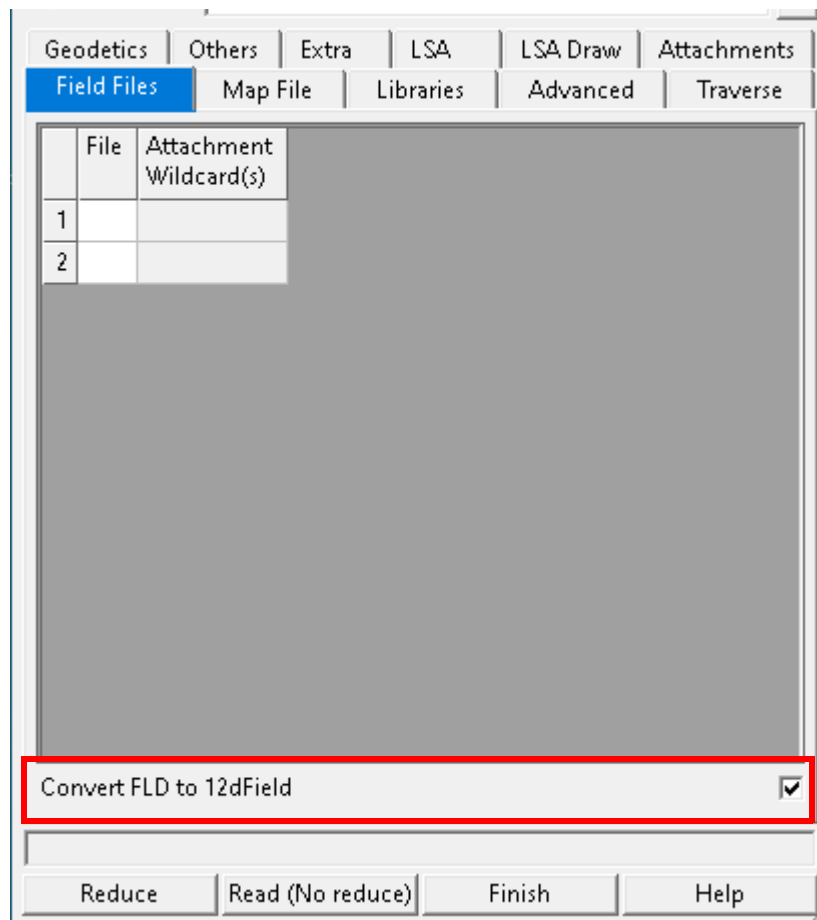 Geodetics Others Extra LSA LSA Draw Attachments
Field Files Map File Libraries Advanced Traverse
File Attachment
Wildcard(s)
1
2
Convert FLD to 12dField
Reduce Read (No reduce) Finish Help